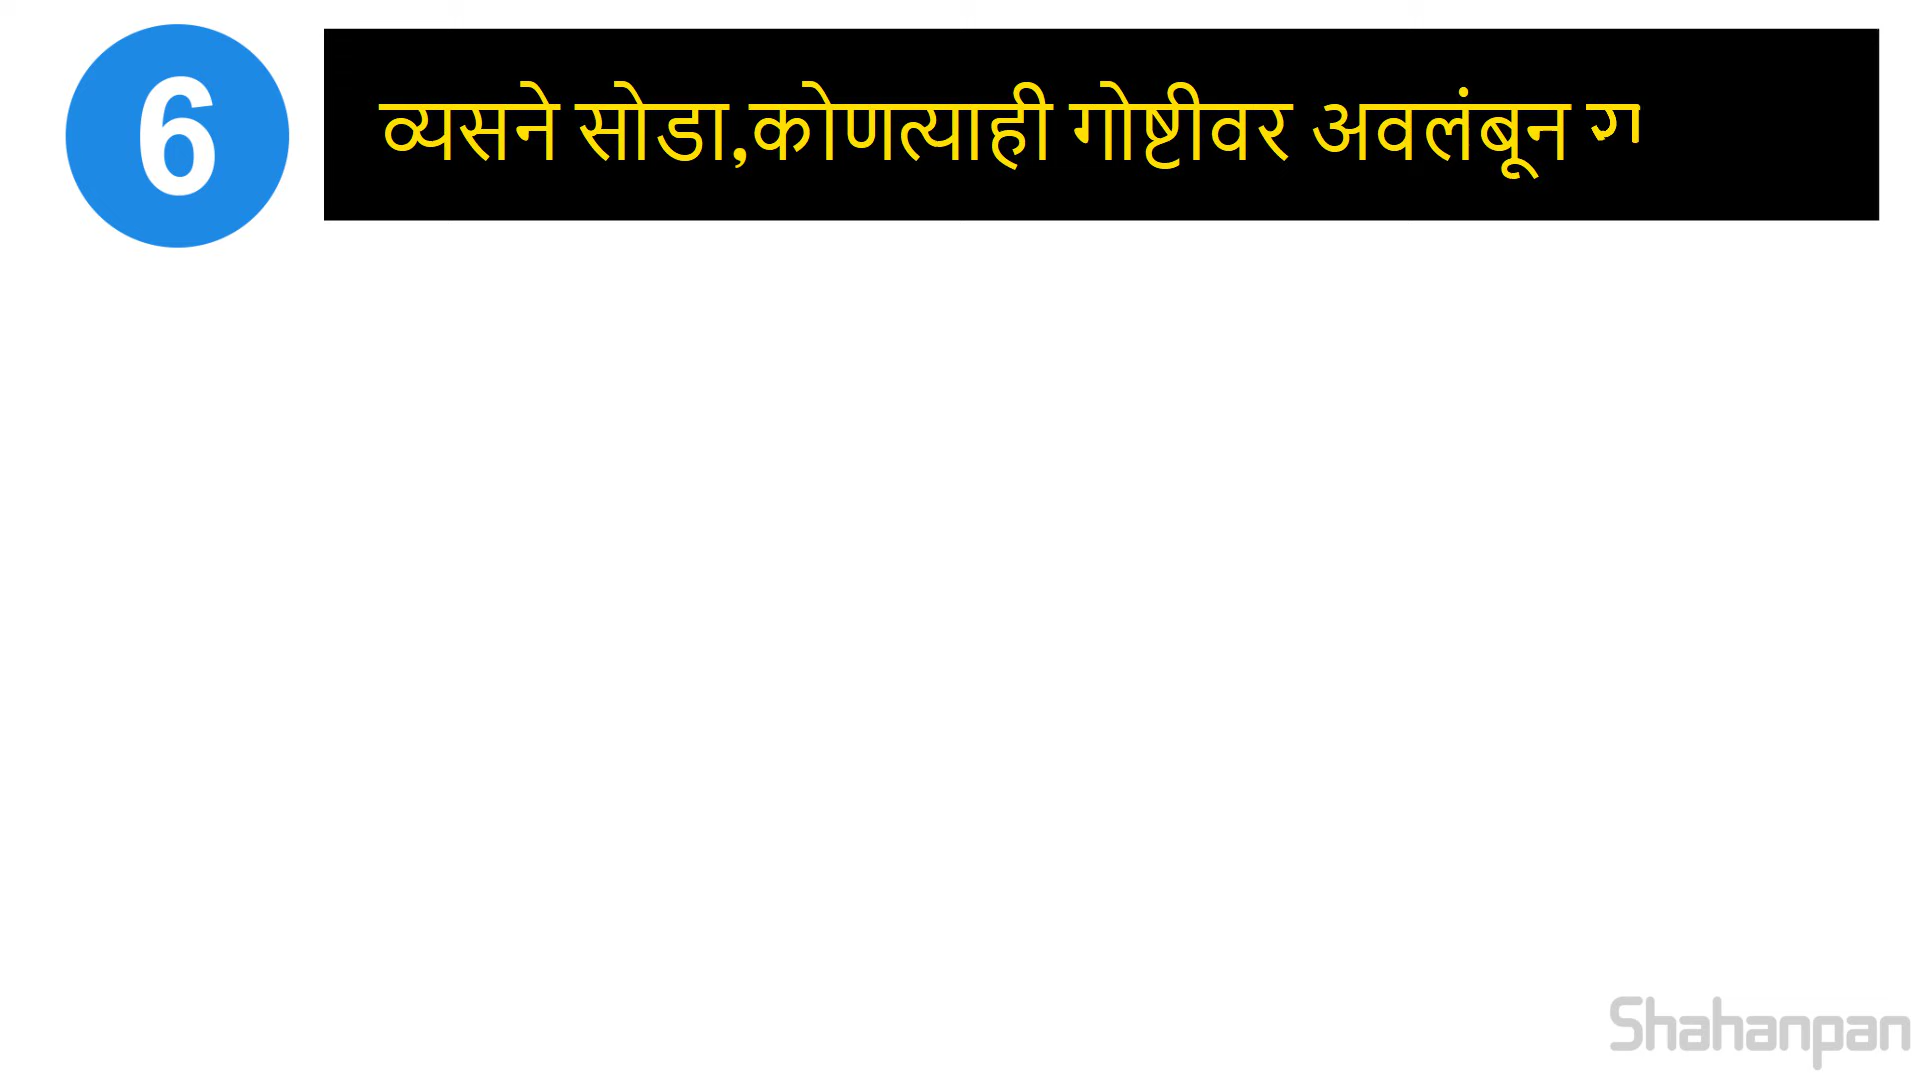 6
व्यसने सोडा,कोणत्याही गोष्टीवर अवलंबून
Shahanpan